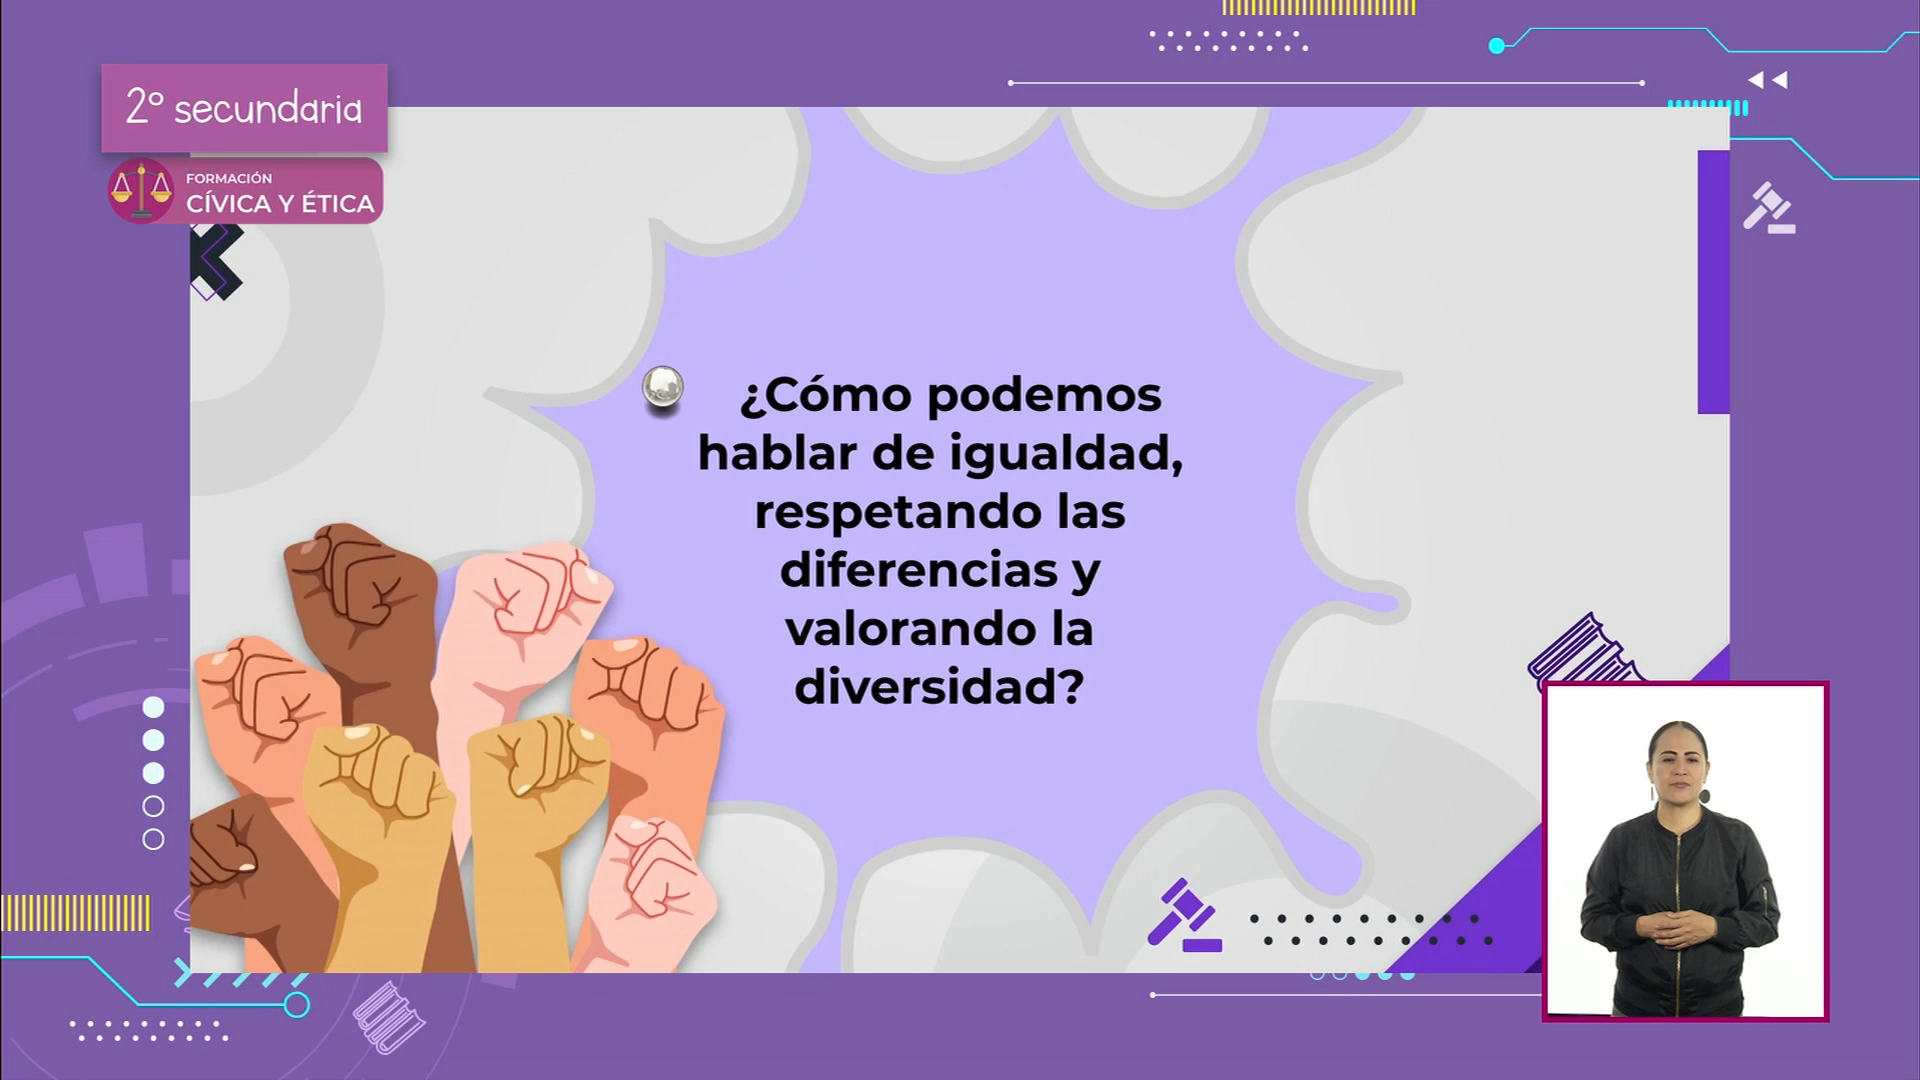 2° secundaria
FORMACIÓN
CÍVICA Y ÉTICA
¿Cómo podemos
hablar de igualdad,
respetando las
diferencias y
valorando la
diversidad?